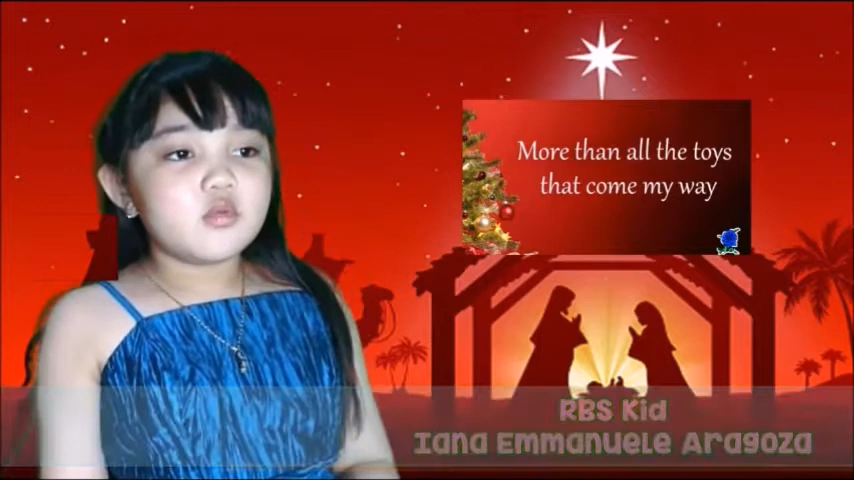 More than all the toys
that come my way
RBS Kid
Iana Emmanuele Aragoza